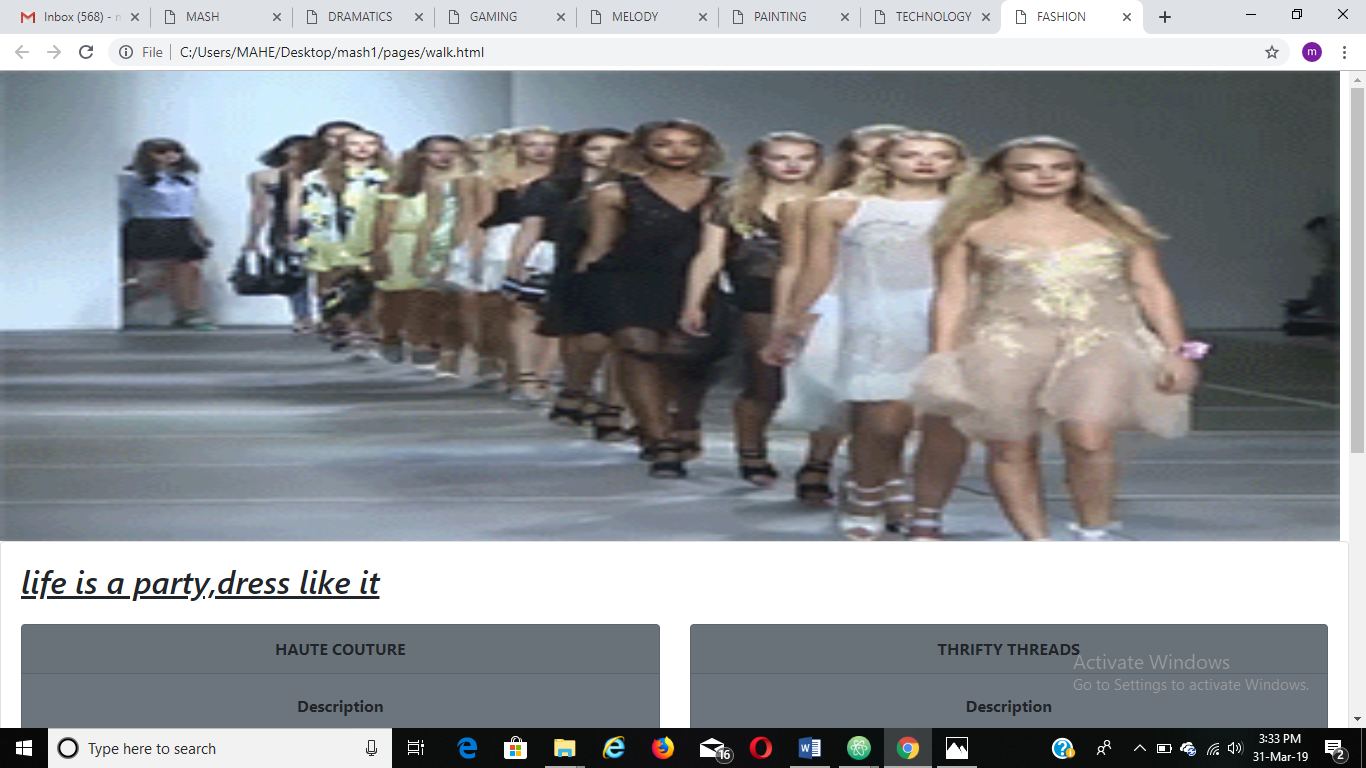 Inbox (568) - n
MASH
DRAMATICS
GAMING
MELODY
PAINTING
TECHNOLOGY
FASHION
File
C:/Users/MAHE/Desktop/mash1/pages/walk.html
m
life is a party,dress like it
HAUTE COUTURE
THRIFTY THREADS
Description
Description
Activate Windows
Go to Settings to activate Windows.
Type here to search
16
3:33 PM
31-Mar-19
2